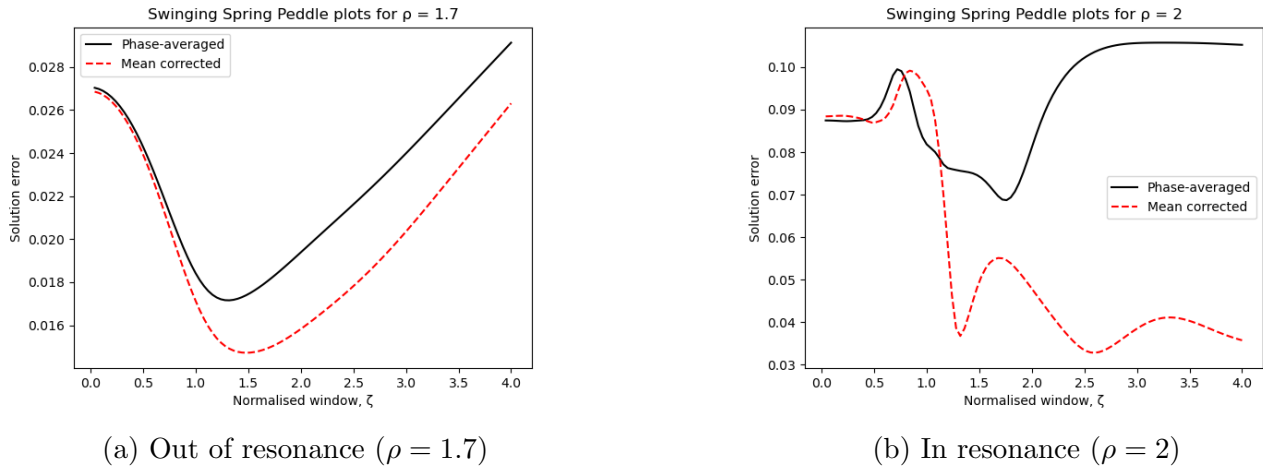 Swinging Spring Peddle plots for ρ = 1.7
Phase-averaged
Mean corrected
Solution error
0.028
0.026
0.024
0.022
0.020
0.018
0.016
0.0 0.5 1.0 1.5 2.0 2.5 3.0 3.5 4.0
Normalised window, ζ
(a) Out of resonance (ρ = 1.7)
Swinging Spring Peddle plots for ρ = 2
Phase-averaged
Mean corrected
Solution error
0.10
0.09
0.08
0.07
0.06
0.05
0.04
0.03
0.0 0.5 1.0 1.5 2.0 2.5 3.0 3.5 4.0
Normalised window, ζ
(b) In resonance (ρ = 2)